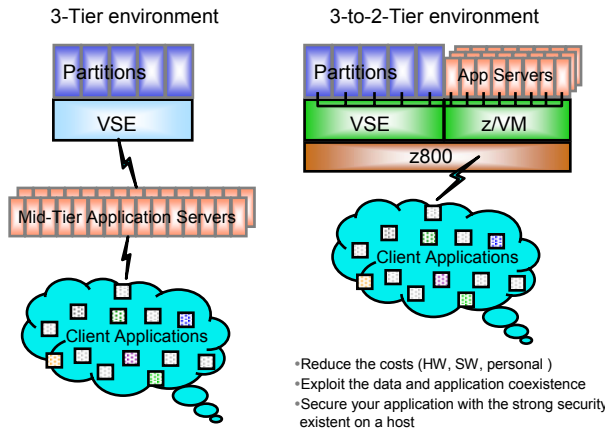 3-Tier environment
Partitions
VSE
Mid-Tier Application Servers
Client Applications
3-to-2-Tier environment
Partitions
App Servers
VSE
z/VM
z800
Client Applications
•Reduce the costs (HW, SW, personal )
•Exploit the data and application coexistence
•Secure your application with the strong security
existent on a host